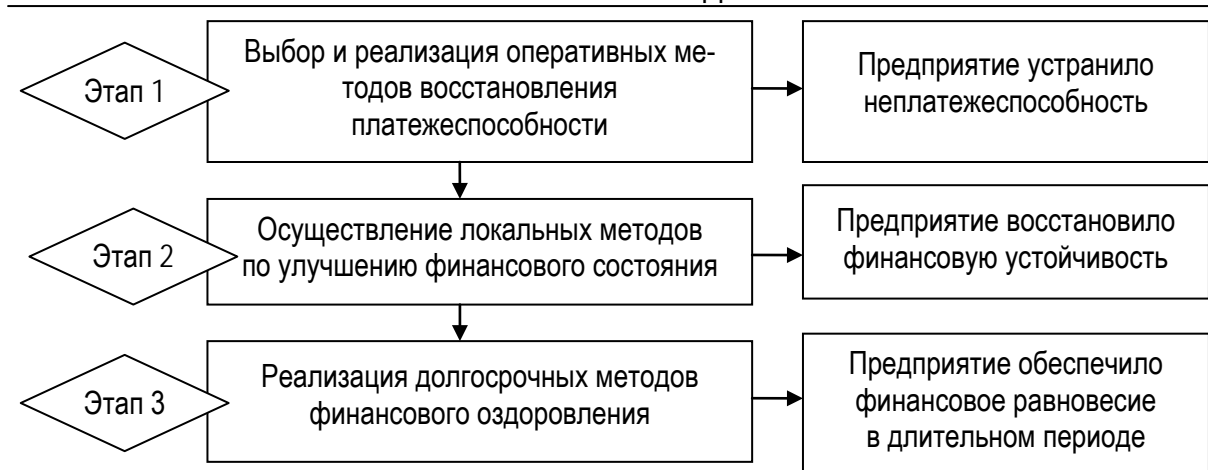 Этап 1
Выбор и реализация оперативных ме-
тодов восстановления
платежеспособности
Предприятие устранило
неплатежеспособность
Этап 2
Осуществление локальных методов
по улучшению финансового состояния
Предприятие восстановило
финансовую устойчивость
Этап 3
Реализация долгосрочных методов
финансового оздоровления
Предприятие обеспечило
финансовое равновесие
в длительном периоде